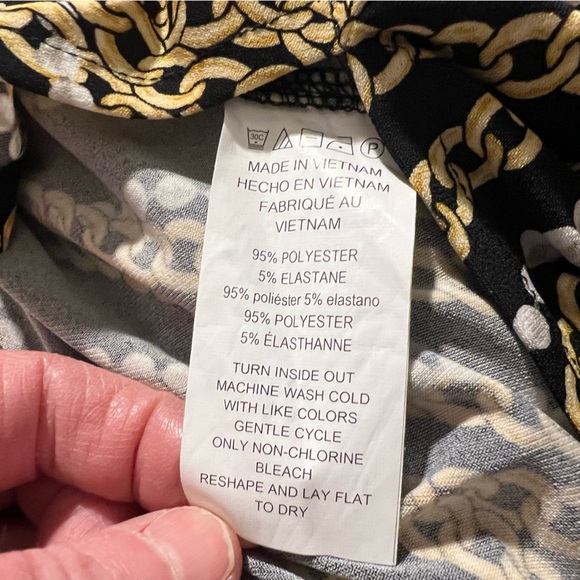 30C
P
MADE IN VIETNAM
HECHO EN VIETNAM
FABRIQUÉ AU
VIETNAM
95% POLYESTER
5% ELASTANE
95% poliéster 5% elastano
95% POLYESTER
5% ÉLASTHANNE
TURN INSIDE OUT
MACHINE WASH COLD
WITH LIKE COLORS
GENTLE CYCLE
ONLY NON-CHLORINE
BLEACH
RESHAPE AND LAY FLAT
TO DRY